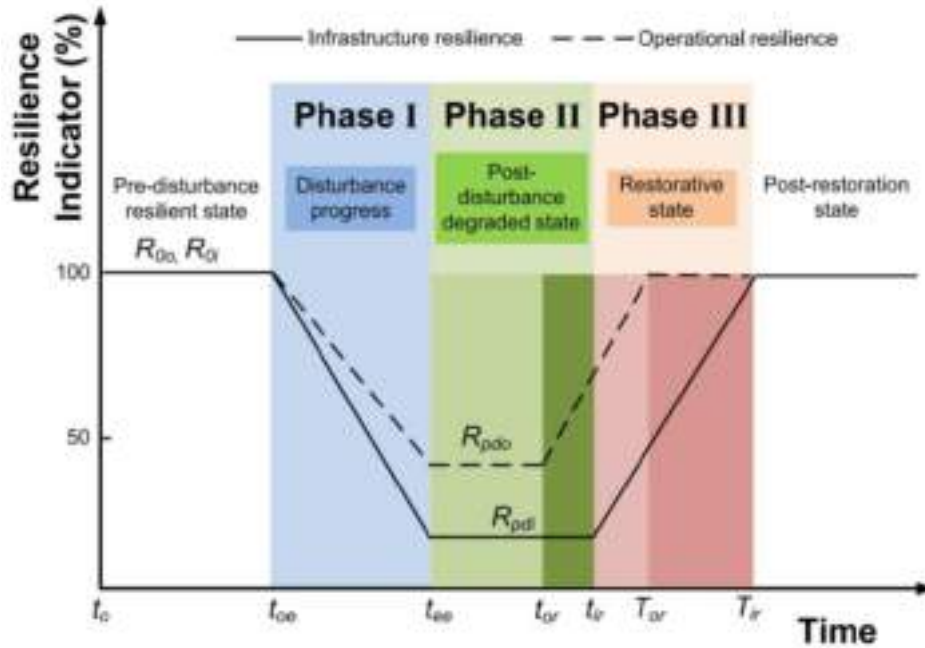 Resilience
Indicator (%)
Infrastructure resilience
Operational resilience
Phase I
Phase II
Phase III
Pre-disturbance
resilient state
Disturbance
progress
Post-
disturbance
degraded state
Restorative
state
Post-restoration
state
R0o, R0i
100
50
Rpdo
Rpdi
to
toe
tee
tor
tir
Tor
Tir
Time